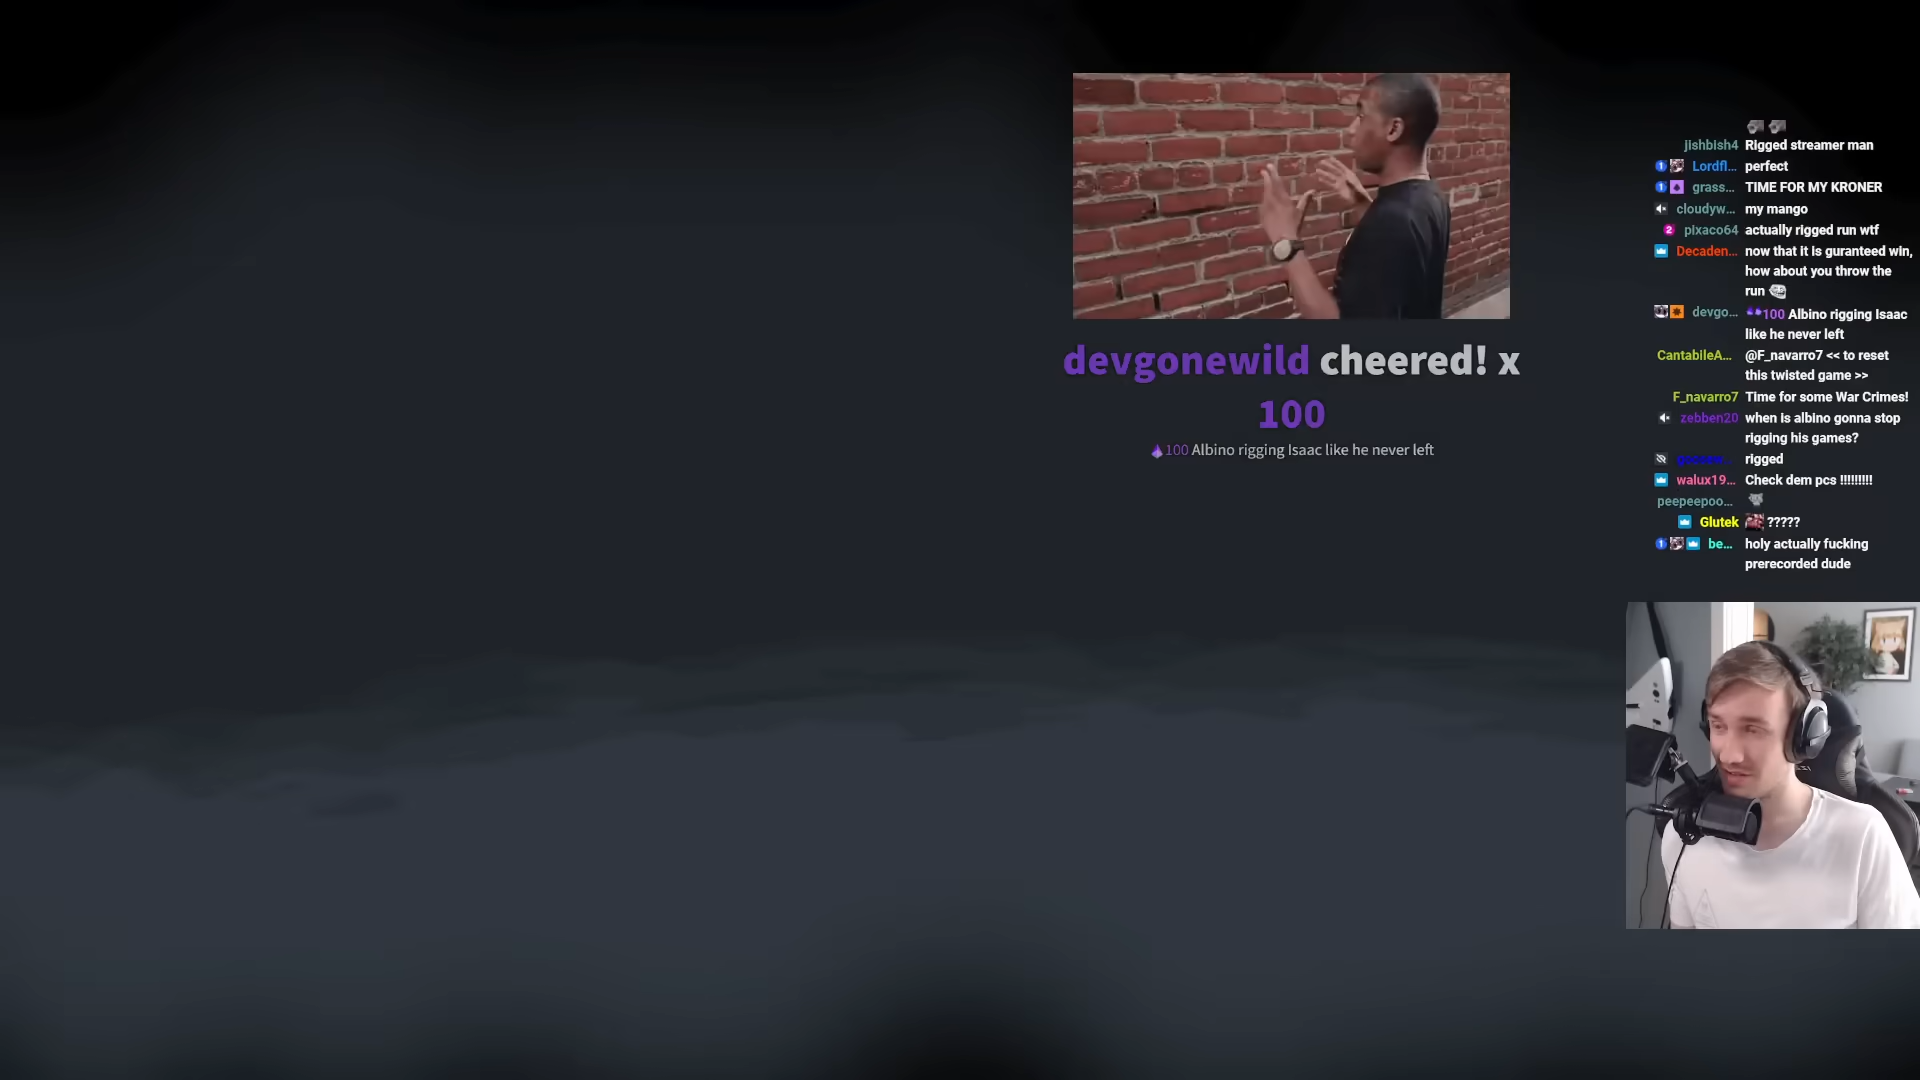 devgonewild cheered! x
100
100 Albino rigging Isaac like he never left
jishbish4 Rigged streamer man
1 Lordfl... perfect
1 grass... TIME FOR MY KRONER
cloudyw... my mango
2 pixaco64 actually rigged run wtf
Decaden... now that it is guranteed win,
how about you throw the
run
devgo... 100 Albino rigging Isaac
like he never left
CantabileA... @F_navarro7 << to reset
this twisted game >>
F_navarro7 Time for some War Crimes!
zebben20 when is albino gonna stop
rigging his games?
rigged
walux19... Check dem pcs !!!!!!!!!
peepeepoo...
Glutek ?????
1 be... holy actually fucking
prerecorded dude